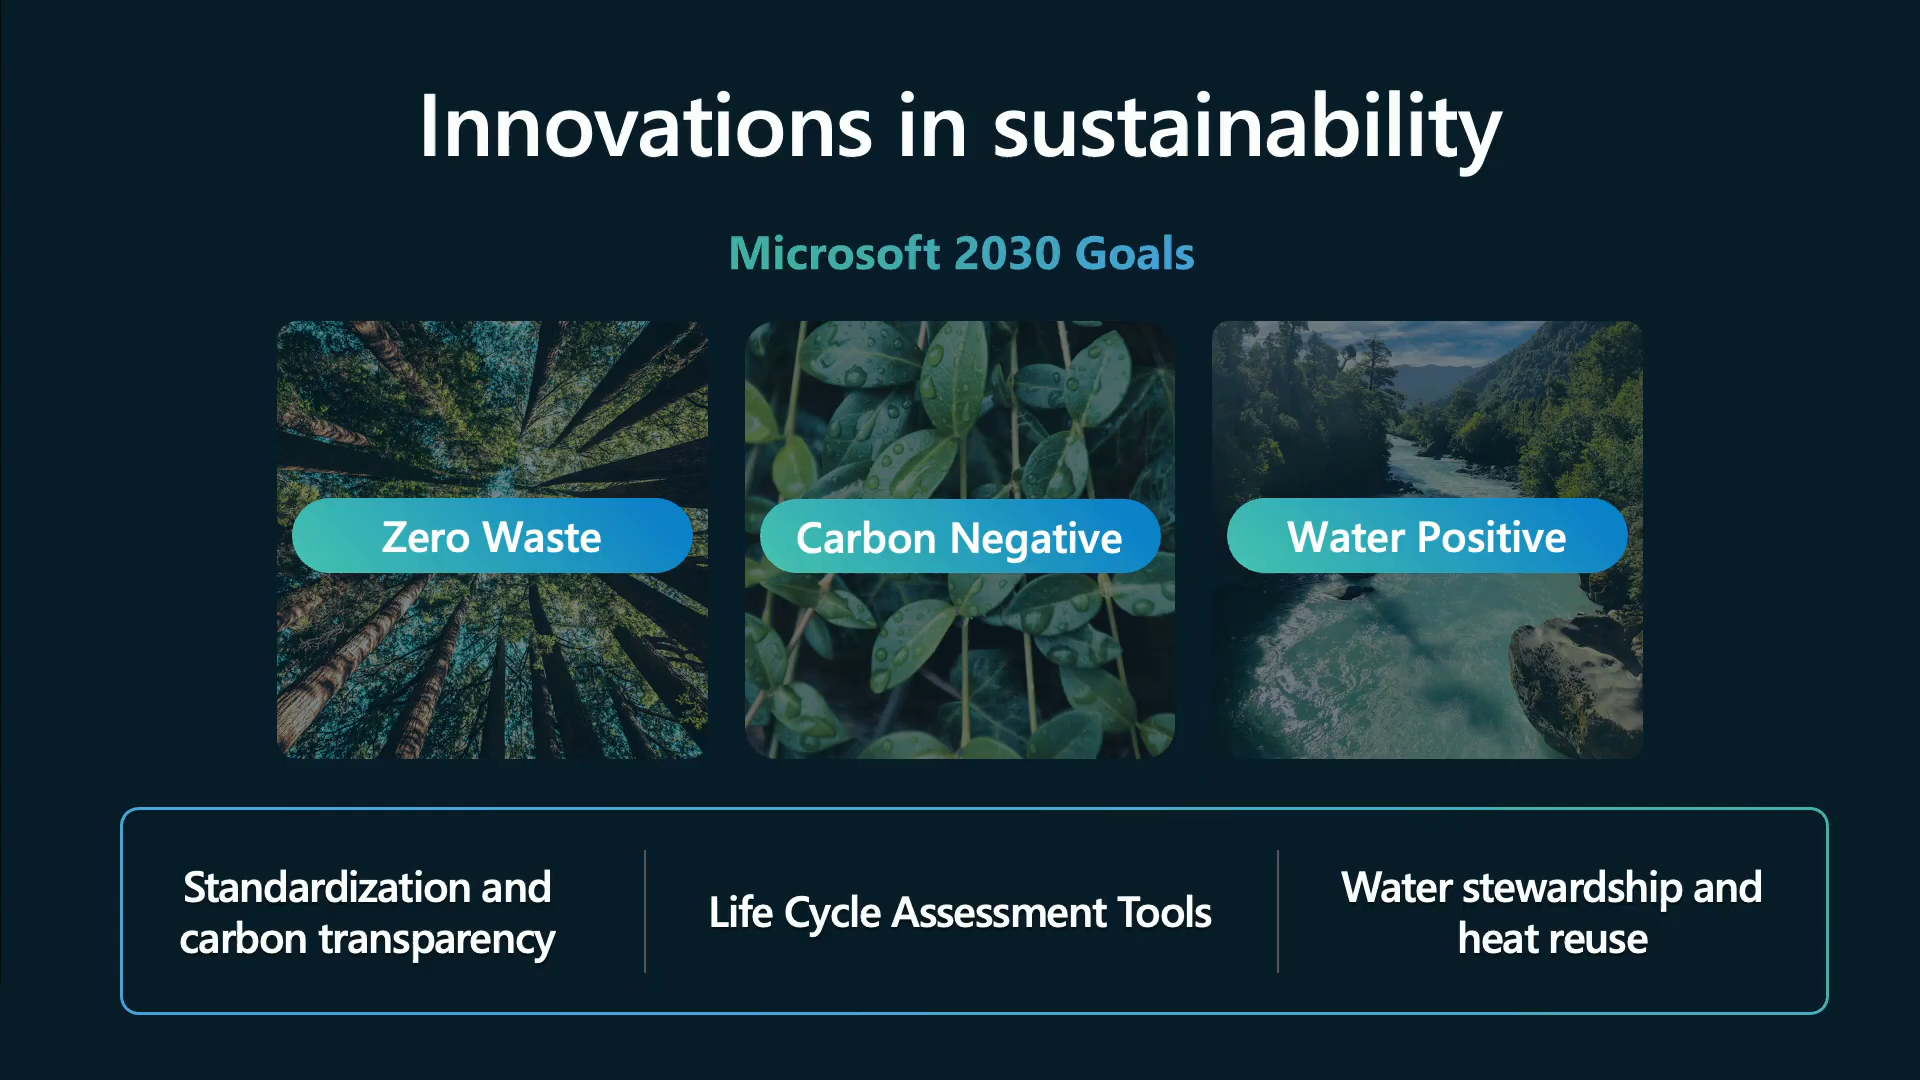 Innovations in sustainability
Microsoft 2030 Goals
Zero Waste
Carbon Negative
Water Positive
Standardization and
carbon transparency
Life Cycle Assessment Tools
Water stewardship and
heat reuse